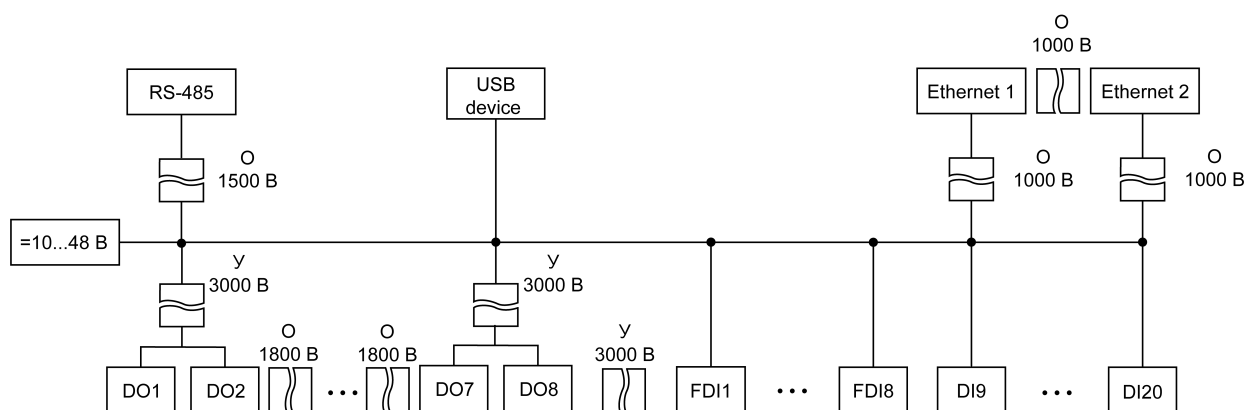 О
1000 В
RS-485
USB
device
Ethernet 1
Ethernet 2
О
1500 В
О
1000 В
О
1000 В
=10...48 В
У
3000 В
У
3000 В
О
1800 В
О
1800 В
У
3000 В
DO1
DO2
...
DO7
DO8
FDI1
...
FDI8
DI9
...
DI20